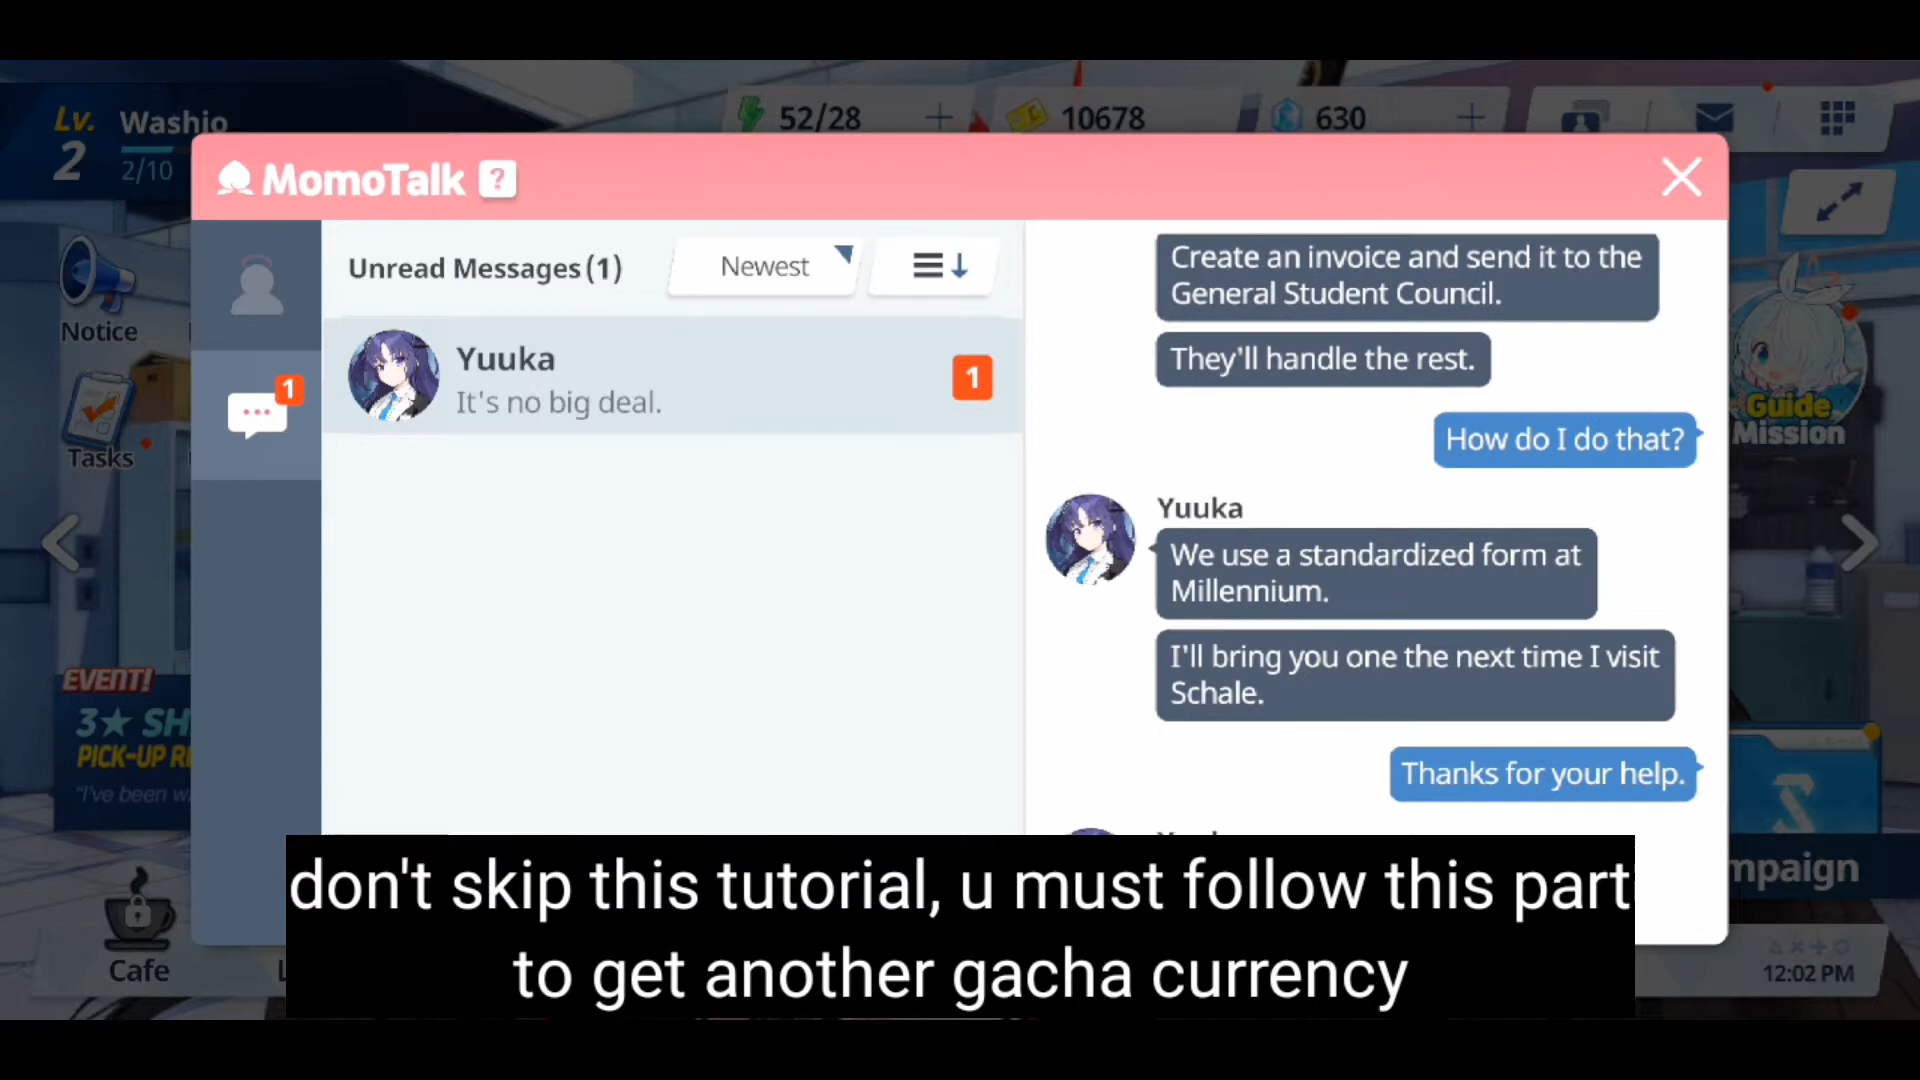 Lv.
2
Washio
2/10
52/28
10678
630
MomoTalk ?
Unread Messages (1)
Newest
1
Yuuka
It's no big deal.
1
Create an invoice and send it to the
General Student Council.
They'll handle the rest.
How do I do that?
Yuuka
We use a standardized form at
Millennium.
I'll bring you one the next time I visit
Schale.
Thanks for your help.
Notice
Tasks
Guide
Mission
EVENT!
3★ SH
PICK-UP
"I've been
mpaign
Cafe
12:02 PM
don't skip this tutorial, u must follow this part
to get another gacha currency